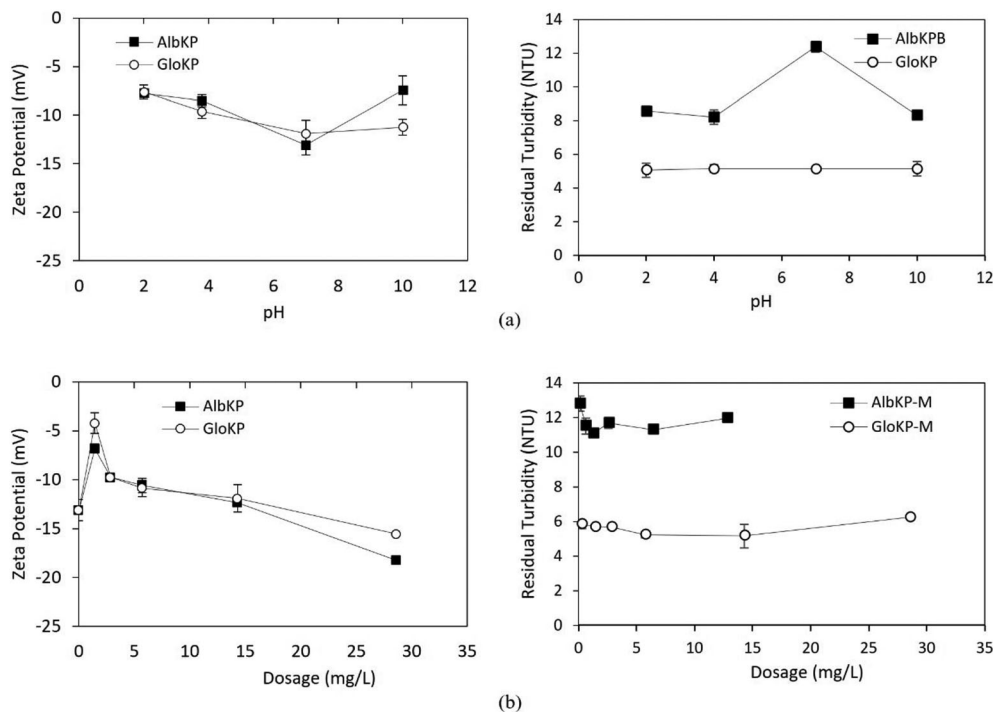 0
-5
-10
-15
-20
-25
Zeta Potential (mV)
AlbKP
GloKP
0 2 4 6 8 10 12
pH
14
12
10
8
6
4
2
0
Residual Turbidity (NTU)
AlbKPB
GloKP
0 2 4 6 8 10 12
pH
(a)
0
-5
-10
-15
-20
-25
Zeta Potential (mV)
AlbKP
GloKP
0 5 10 15 20 25 30 35
Dosage (mg/L)
14
12
10
8
6
4
2
0
Residual Turbidity (NTU)
AlbKP-M
GloKP-M
0 5 10 15 20 25 30 35
Dosage (mg/L)
(b)